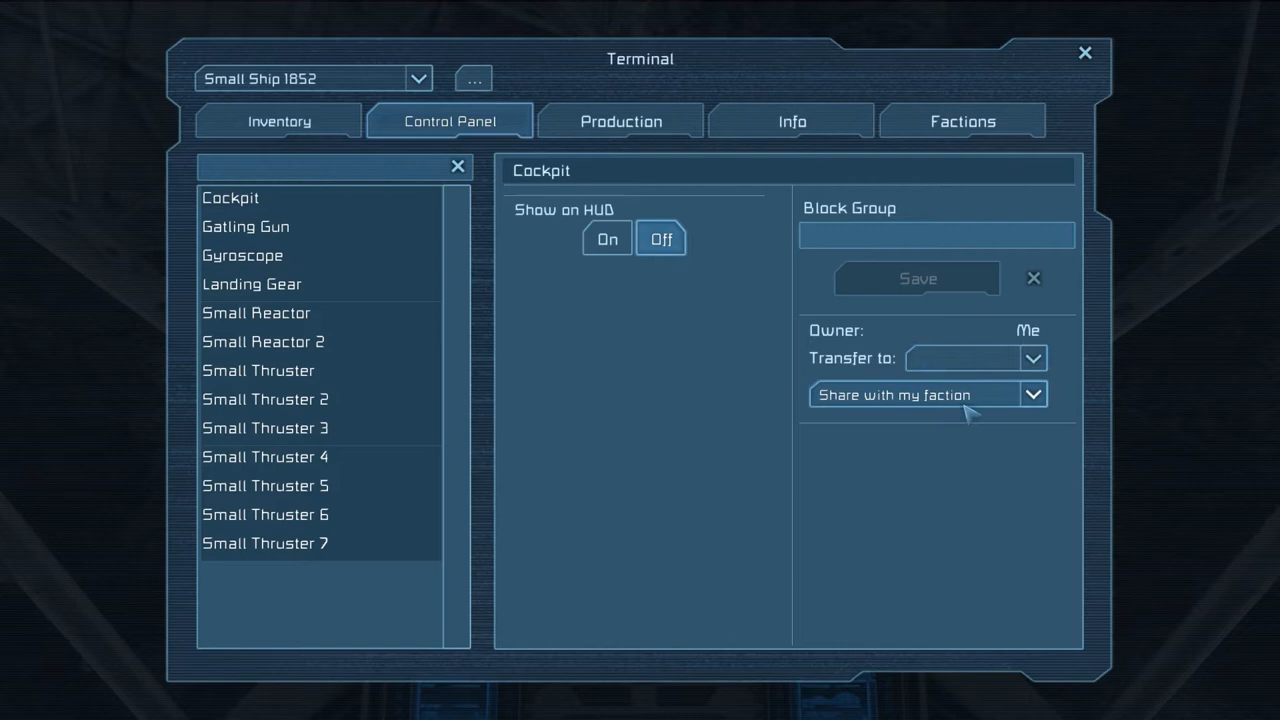 Terminal
Small Ship 1852
...
Inventory
Control Panel
Production
Info
Factions
Cockpit
Gatling Gun
Gyroscope
Landing Gear
Small Reactor
Small Reactor 2
Small Thruster
Small Thruster 2
Small Thruster 3
Small Thruster 4
Small Thruster 5
Small Thruster 6
Small Thruster 7
Cockpit
Show on HUD
On
Off
Block Group
Save
Owner: Me
Transfer to:
Share with my faction